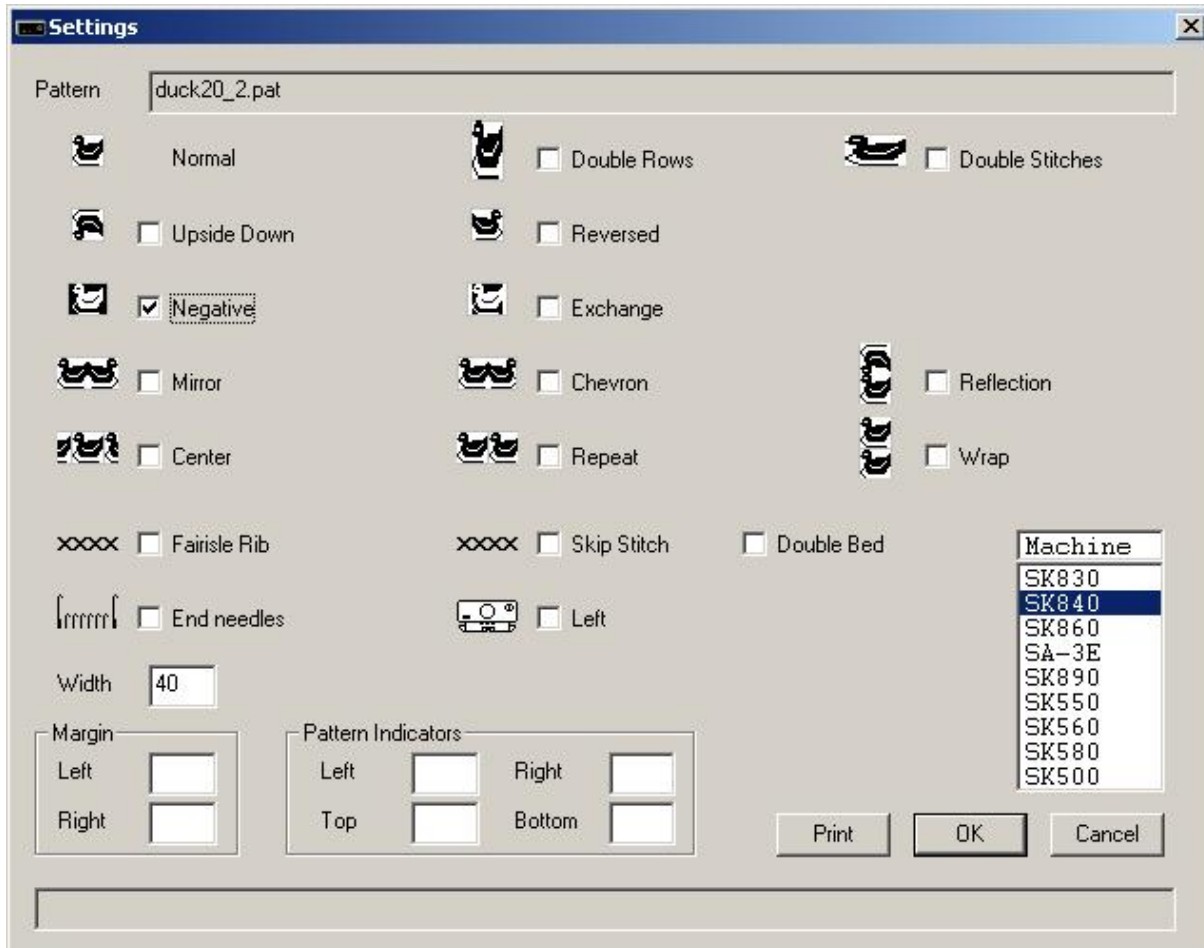 Settings
Pattern duck20_2.pat
Normal Double Rows Double Stitches
Upside Down Reversed
Negative Exchange
Mirror Chevron Reflection
Center Repeat Wrap
Fairisle Rib Skip Stitch Double Bed Machine
SK830
SK840
End needles Left SK860
SA-3E
Width 40 SK890
SK550
Margin Pattern Indicators SK560
Left Left Right SK580
SK500
Right Top Bottom Print OK Cancel